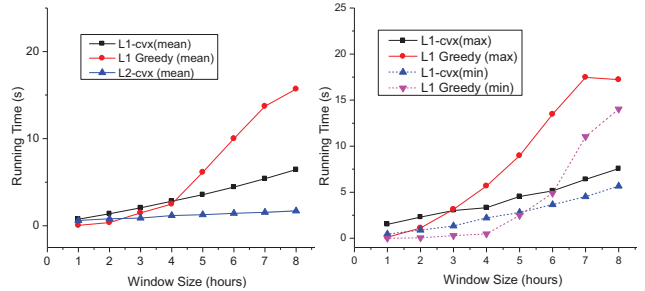 20
10
0
Running Time (s)
L1-cvx(mean)
L1 Greedy (mean)
L2-cvx (mean)
0 1 2 3 4 5 6 7 8
Window Size (hours)
25
20
15
10
5
0
Running Time (s)
L1-cvx(max)
L1 Greedy (max)
L1-cvx(min)
L1 Greedy (min)
0 1 2 3 4 5 6 7 8
Window Size (hours)